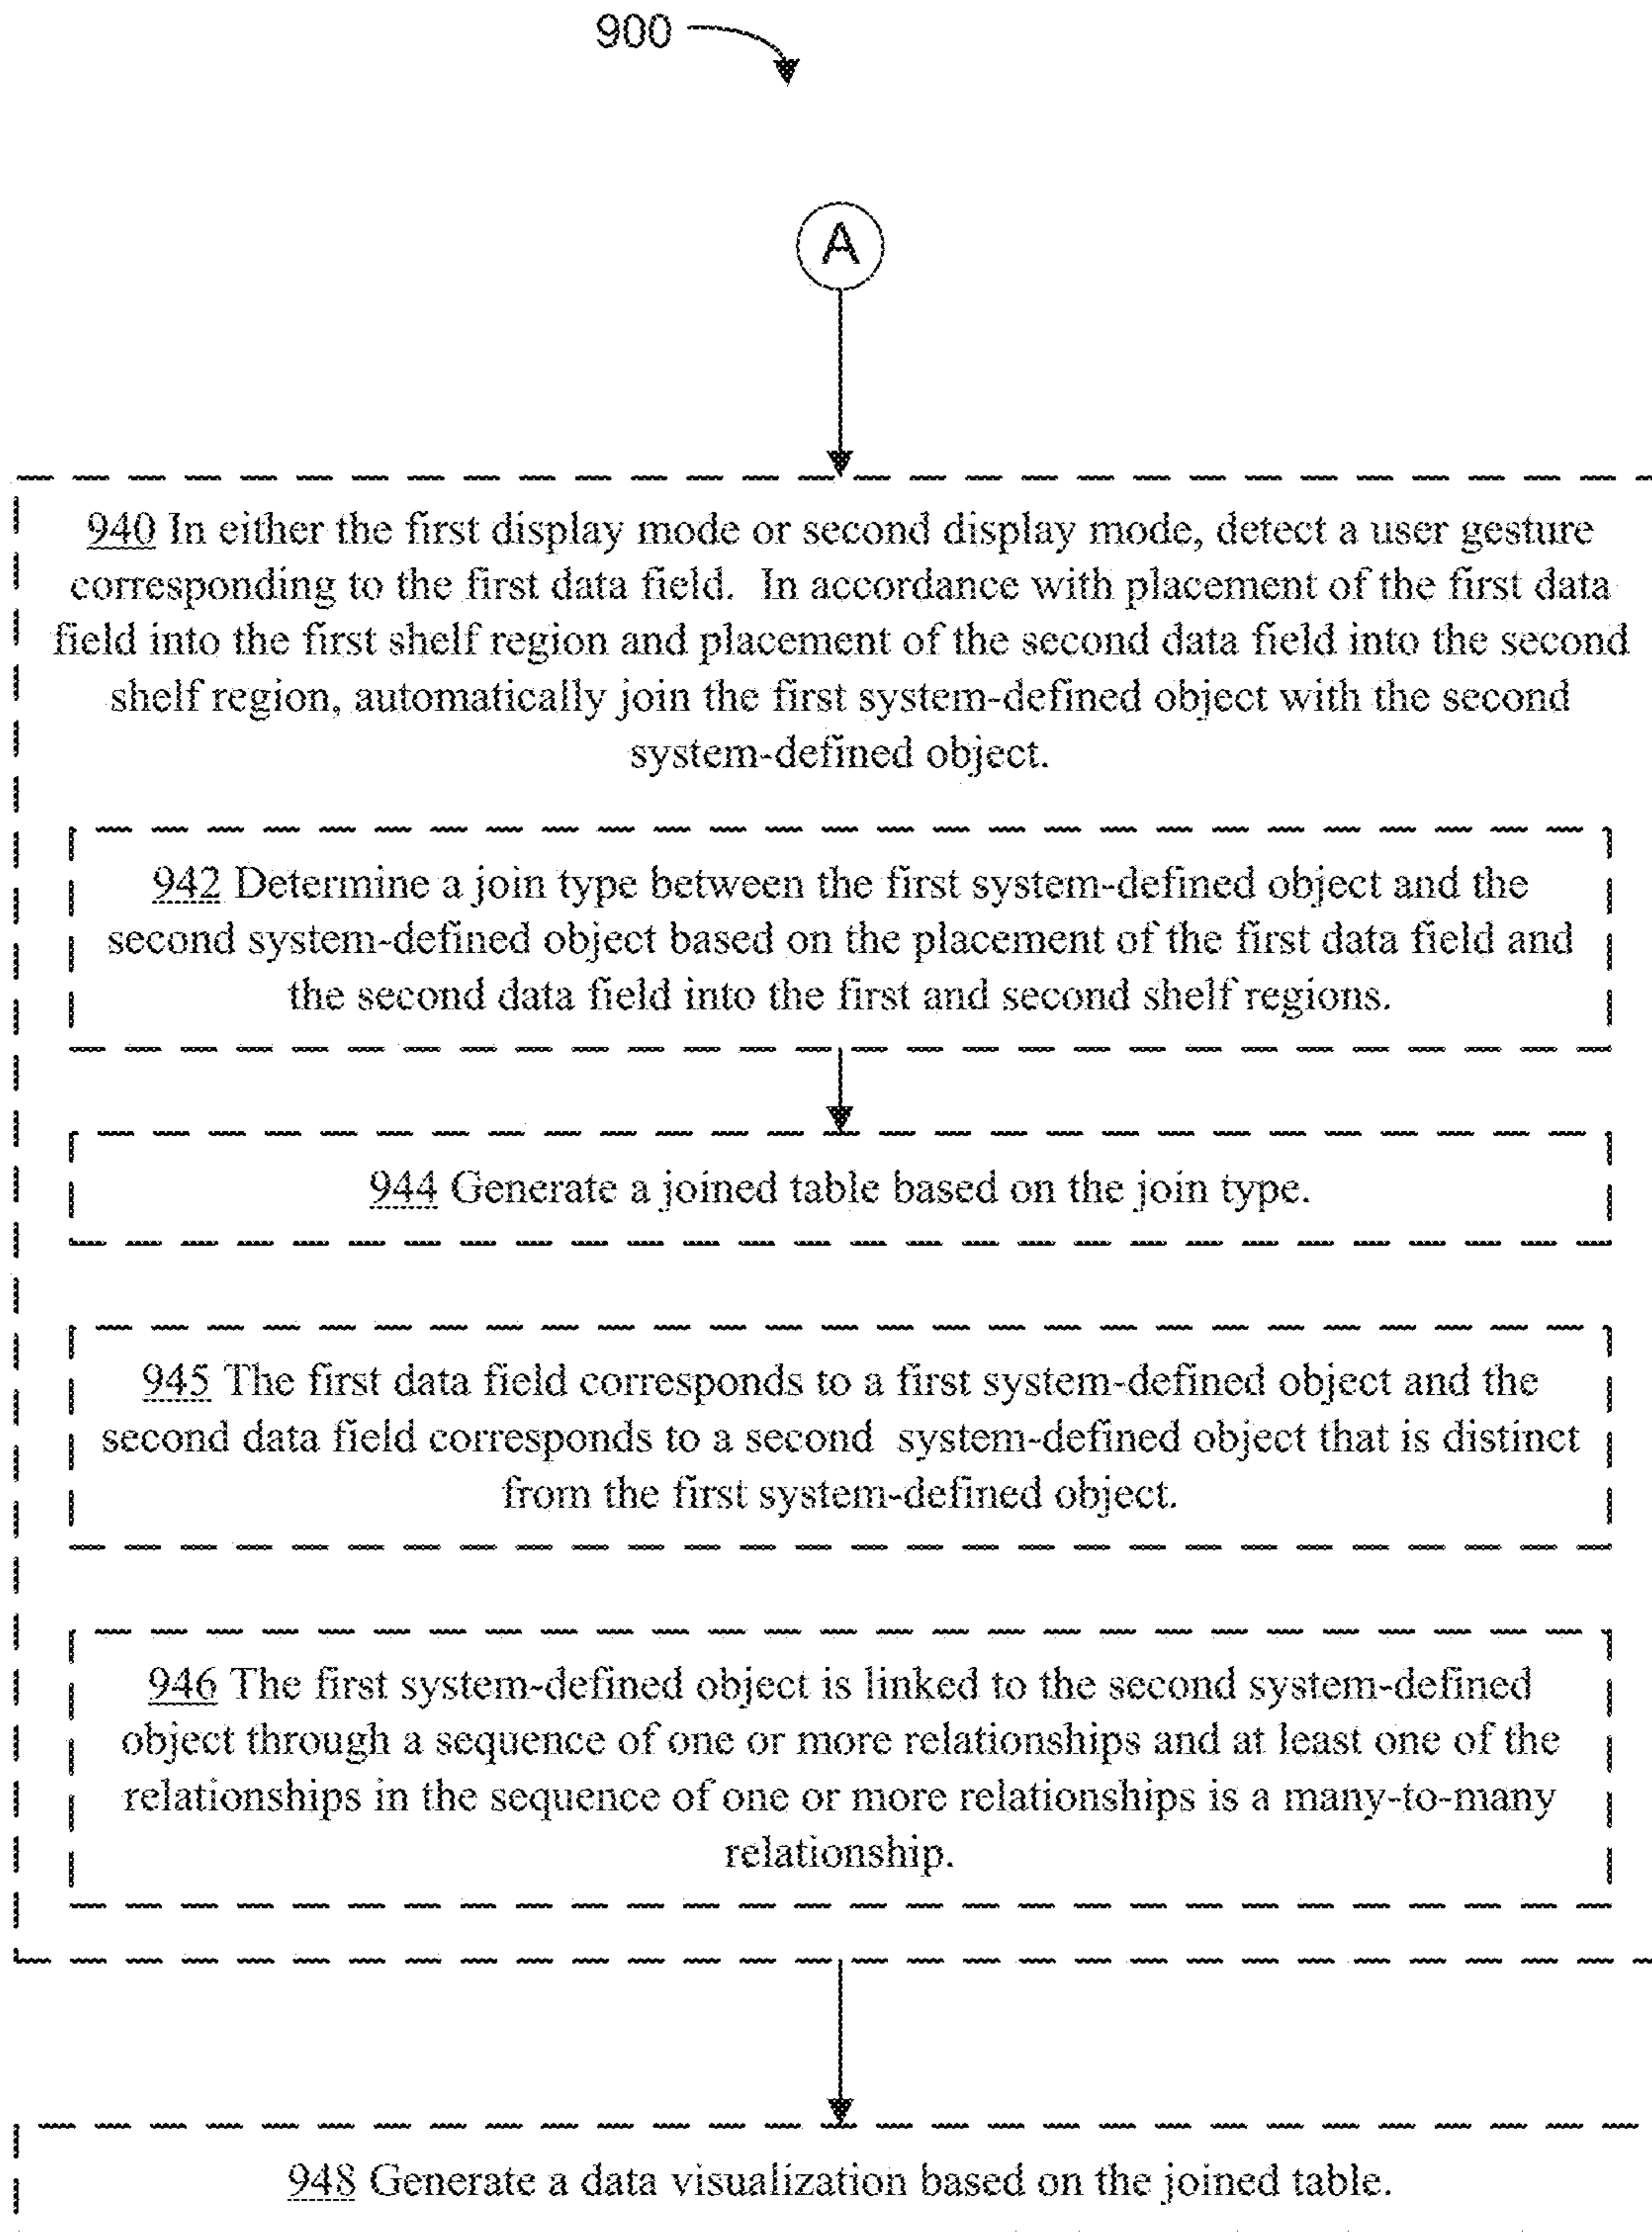 900
A
940 In either the first display mode or second display mode, detect a user gesture
corresponding to the first data field.  In accordance with placement of the first data
field into the first shelf region and placement of the second data field into the second
shelf region, automatically join the first system-defined object with the second
system-defined object.
942 Determine a join type between the first system-defined object and the
second system-defined object based on the placement of the first data field and
the second data field into the first and second shelf regions.
944 Generate a joined table based on the join type.
945 The first data field corresponds to a first system-defined object and the
second data field corresponds to a second  system-defined object that is distinct
from the first system-defined object.
946 The first system-defined object is linked to the second system-defined
object through a sequence of one or more relationships and at least one of the
relationships in the sequence of one or more relationships is a many-to-many
relationship.
948 Generate a data visualization based on the joined table.